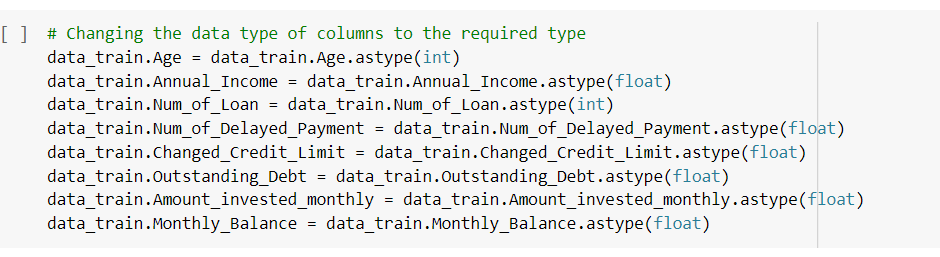 [ ] # Changing the data type of columns to the required type
data_train.Age = data_train.Age.astype(int)
data_train.Annual_Income = data_train.Annual_Income.astype(float)
data_train.Num_of_Loan = data_train.Num_of_Loan.astype(int)
data_train.Num_of_Delayed_Payment = data_train.Num_of_Delayed_Payment.astype(float)
data_train.Changed_Credit_Limit = data_train.Changed_Credit_Limit.astype(float)
data_train.Outstanding_Debt = data_train.Outstanding_Debt.astype(float)
data_train.Amount_invested_monthly = data_train.Amount_invested_monthly.astype(float)
data_train.Monthly_Balance = data_train.Monthly_Balance.astype(float)